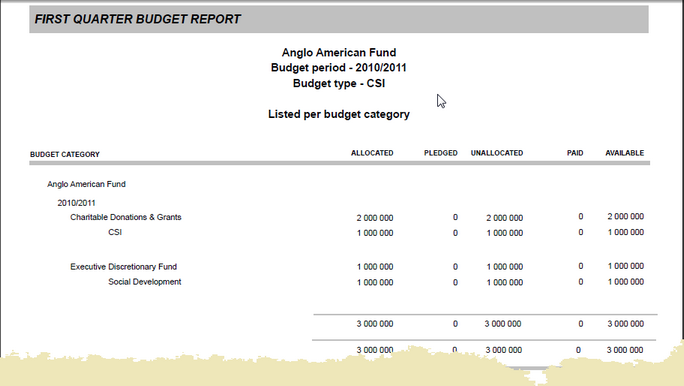 FIRST QUARTER BUDGET REPORT
Anglo American Fund
Budget period - 2010/2011
Budget type - CSI
Listed per budget category
BUDGET CATEGORY ALLOCATED PLEDGED UNALLOCATED PAID AVAILABLE
Anglo American Fund
2010/2011
Charitable Donations & Grants 2 000 000 0 2 000 000 0 2 000 000
CSI 1 000 000 0 1 000 000 0 1 000 000
Executive Discretionary Fund 1 000 000 0 1 000 000 0 1 000 000
Social Development 1 000 000 0 1 000 000 0 1 000 000
3 000 000 0 3 000 000 0 3 000 000
3 000 000 0 3 000 000 0 3 000 000